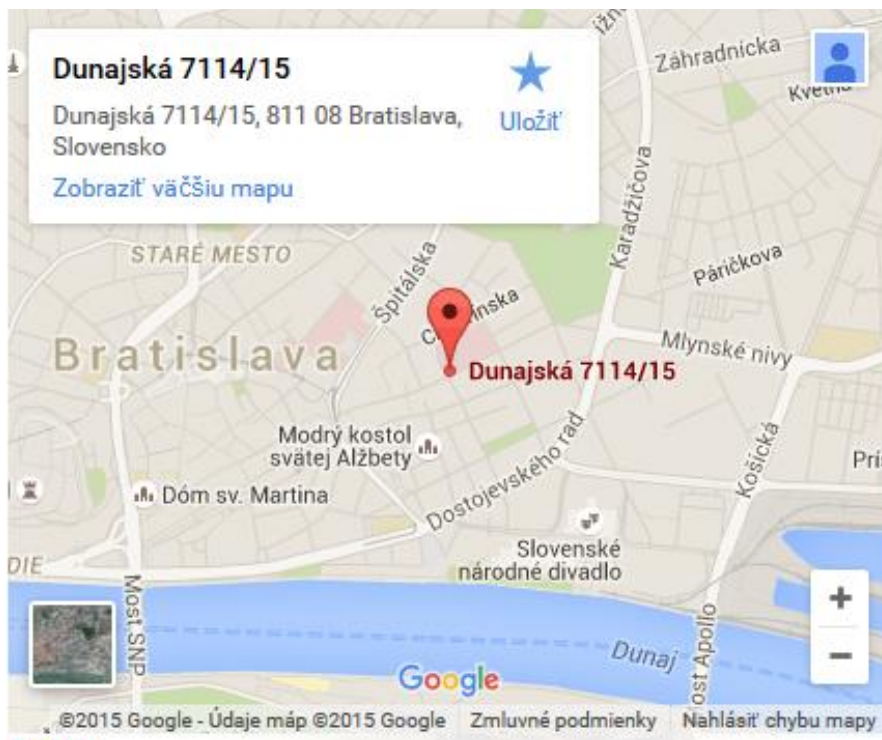 Dunajská 7114/15
Dunajská 7114/15, 811 08 Bratislava,
Slovensko
Uložiť
Zobraziť väčšiu mapu
Záhradnícka
Karadžičova
STARÉ MESTO
Špitálska
Páričkova
Mlynské nivy
Bratislava
Dunajská 7114/15
Modrý kostol
svätej Alžbety
Dostojevského rad
Košická
Dóm sv. Martina
Slovenské
národné divadlo
Most SNP
Dunaj
Google
©2015 Google - Údaje máp ©2015 Google
Zmluvné podmienky
Nahlásiť chybu mapy